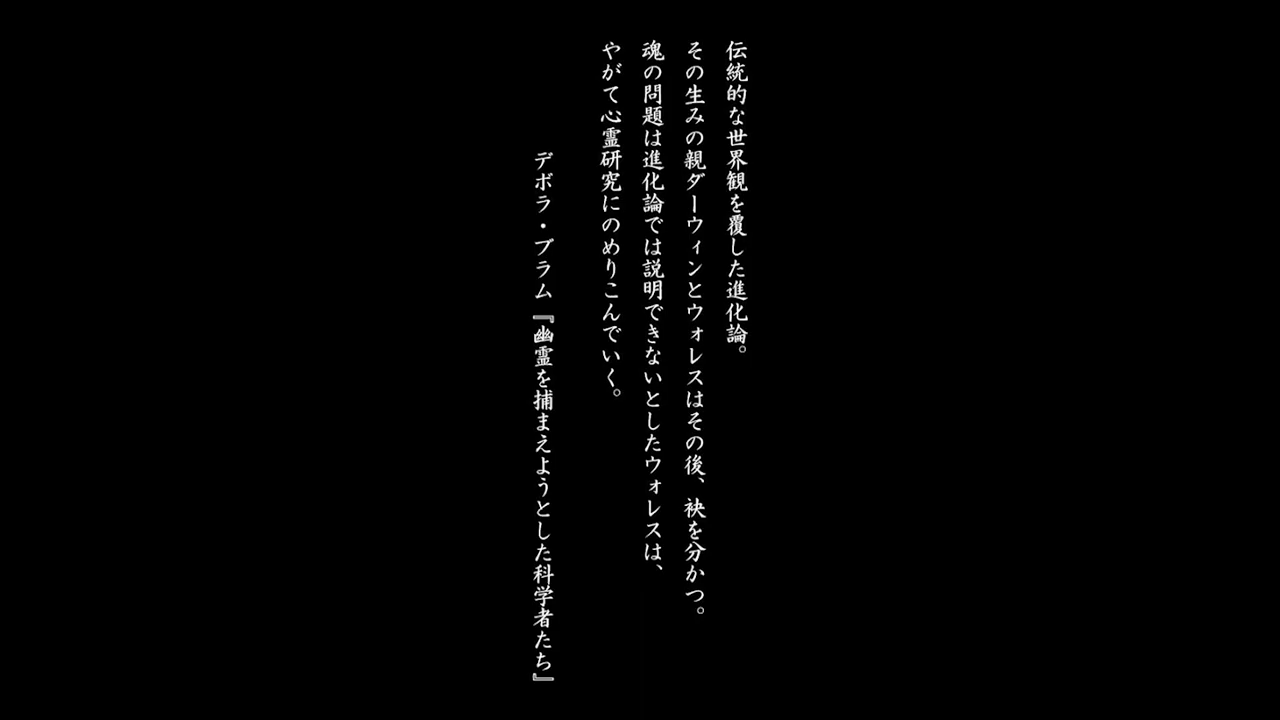 伝統的な世界観を覆した進化論。
その生みの親ダーウィンとウォレスはその後、袂を分かつ。
魂の問題は進化論では説明できないとしたウォレスは、
やがて心霊研究にのめりこんでいく。
デボラ・ブラム『幽霊を捕まえようとした科学者たち』